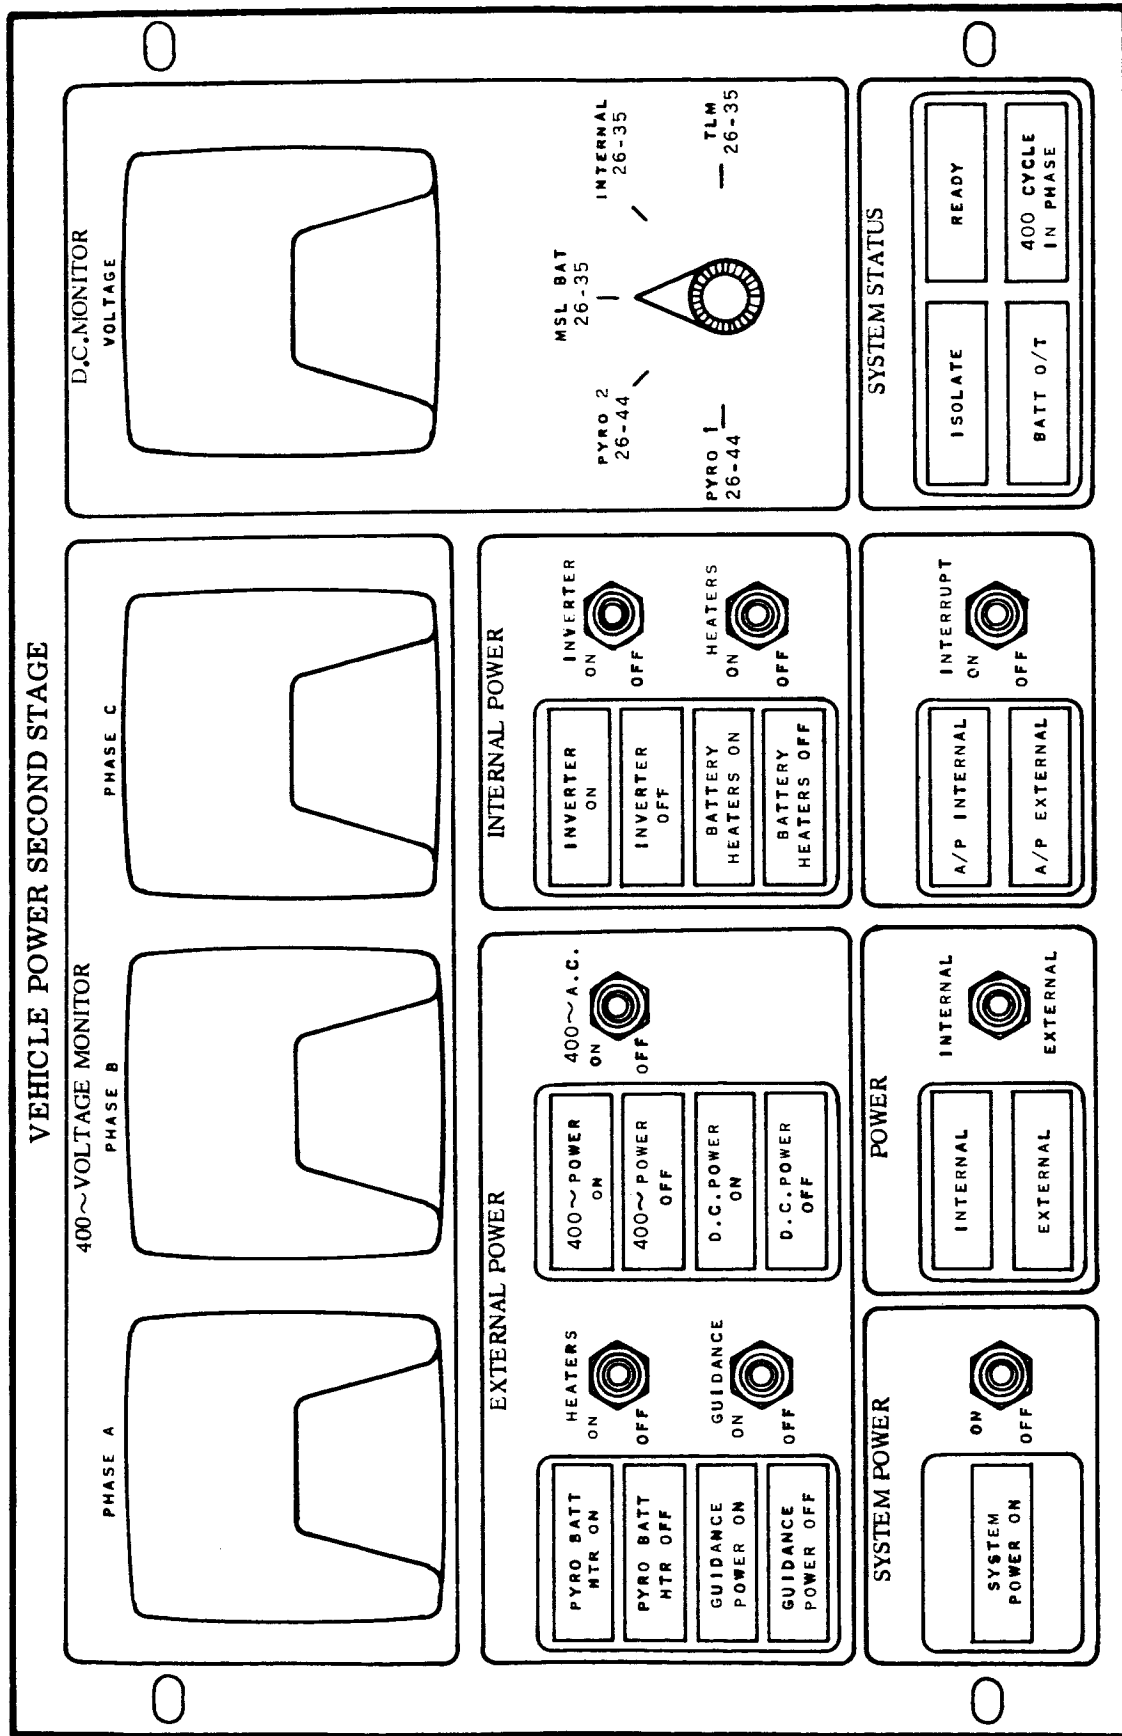 VEHICLE POWER SECOND STAGE
400~VOLTAGE MONITOR
PHASE A
PHASE B
PHASE C
D.C.MONITOR
VOLTAGE
PYRO 1
26-44
PYRO 2
26-44
MSL BAT
26-35
INTERNAL
26-35
TLM
26-35
EXTERNAL POWER
PYRO BATT
HTR ON
PYRO BATT
HTR OFF
GUIDANCE
POWER ON
GUIDANCE
POWER OFF
HEATERS
ON
OFF
GUIDANCE
ON
OFF
400~POWER
ON
400~POWER
OFF
D.C.POWER
ON
D.C.POWER
OFF
400~A.C.
ON
OFF
INTERNAL POWER
INVERTER
ON
INVERTER
OFF
BATTERY
HEATERS ON
BATTERY
HEATERS OFF
INVERTER
ON
OFF
HEATERS
ON
OFF
SYSTEM POWER
SYSTEM
POWER ON
ON
OFF
POWER
INTERNAL
EXTERNAL
INTERNAL
EXTERNAL
A/P INTERNAL
A/P EXTERNAL
INTERRUPT
ON
OFF
SYSTEM STATUS
ISOLATE
READY
BATT O/T
400 CYCLE
IN PHASE